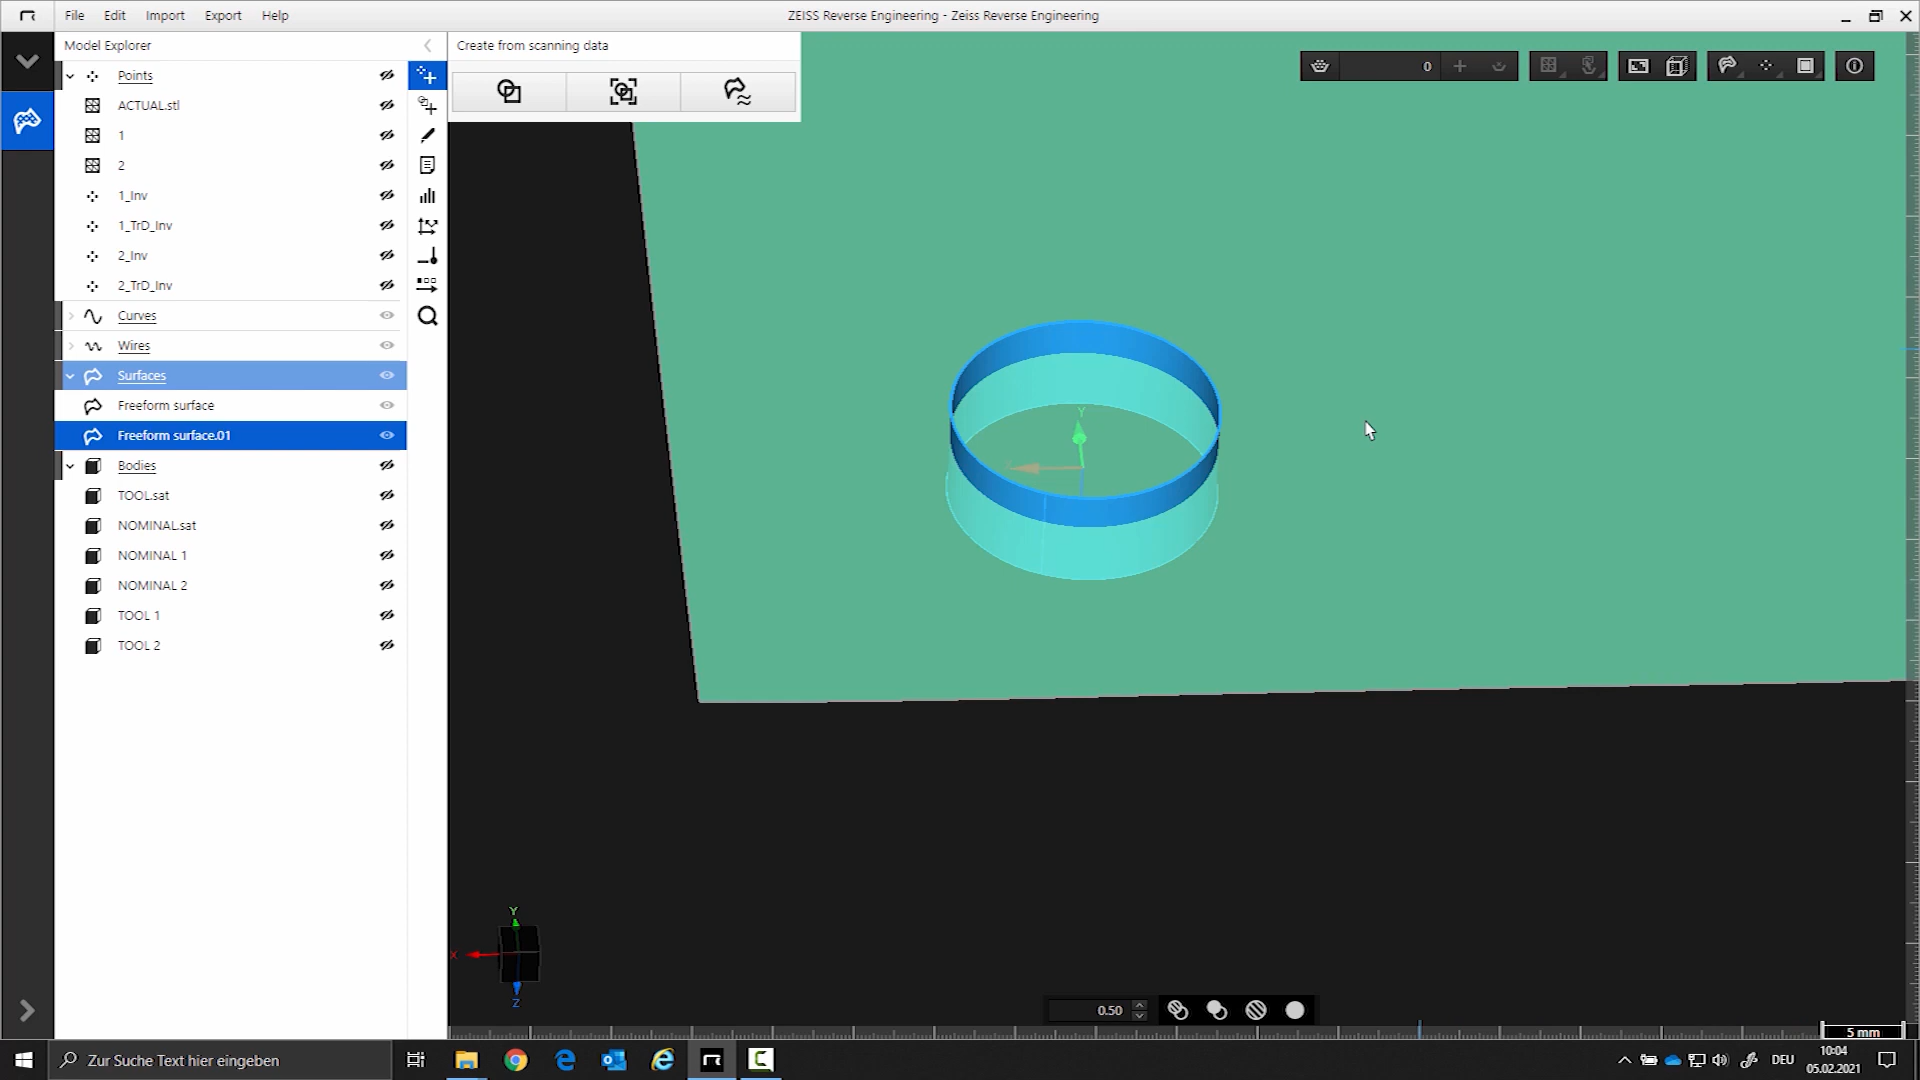 File Edit Import Export Help
ZEISS Reverse Engineering - Zeiss Reverse Engineering
Model Explorer
Create from scanning data
Points
ACTUAL.stl
1
2
1_Inv
1_TrD_Inv
2_Inv
2_TrD_Inv
Curves
Wires
Surfaces
Freeform surface
Freeform surface.01
Bodies
TOOL.sat
NOMINAL.sat
NOMINAL 1
NOMINAL 2
TOOL 1
TOOL 2
0
Y
Y
X
Z
0.50
5 mm
Zur Suche Text hier eingeben
DEU
10:04
05.02.2021